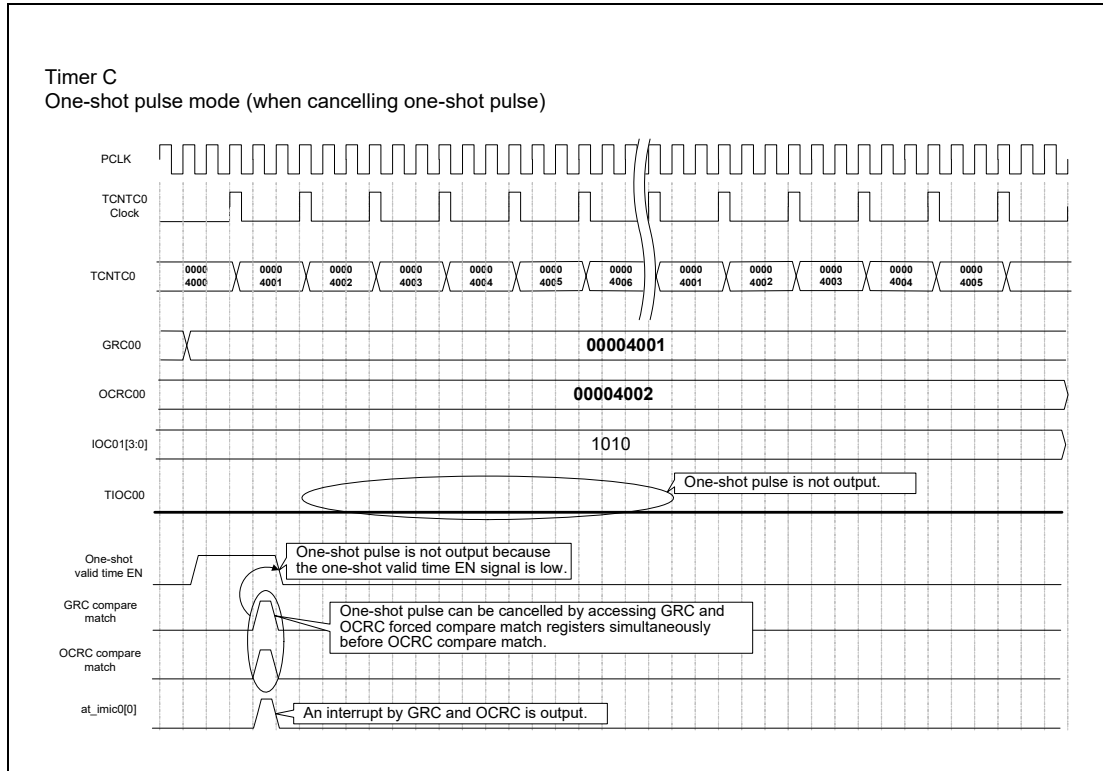 Timer C
One-shot pulse mode (when cancelling one-shot pulse)
PCLK
TCNTC0
Clock
TCNTC0
0000 0000 0000 0000 0000 0000 0000 0000 0000 0000 0000 0000
4000 4001 4002 4003 4004 4005 4006 4001 4002 4003 4004 4005
GRC00
00004001
OCRC00
00004002
IOC01[3:0]
1010
TIOC00
One-shot pulse is not output.
One-shot
valid time EN
One-shot pulse is not output because
the one-shot valid time EN signal is low.
GRC compare
match
One-shot pulse can be cancelled by accessing GRC and
OCRC forced compare match registers simultaneously
before OCRC compare match.
OCRC compare
match
at_imic0[0]
An interrupt by GRC and OCRC is output.